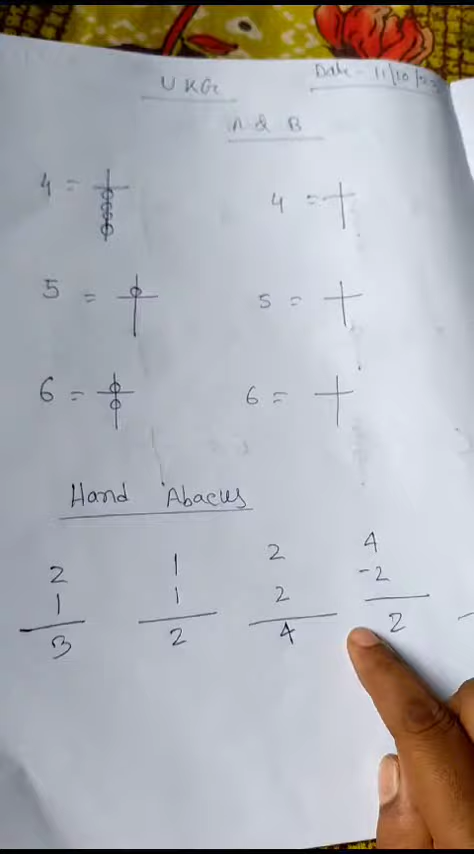 UKG
Date - 11/10/
A & B
4 = 4 =
5 = 5 =
6 = 6 =
Hand Abacus
2 1 2 4
1 1 2 -2
3 2 4 2